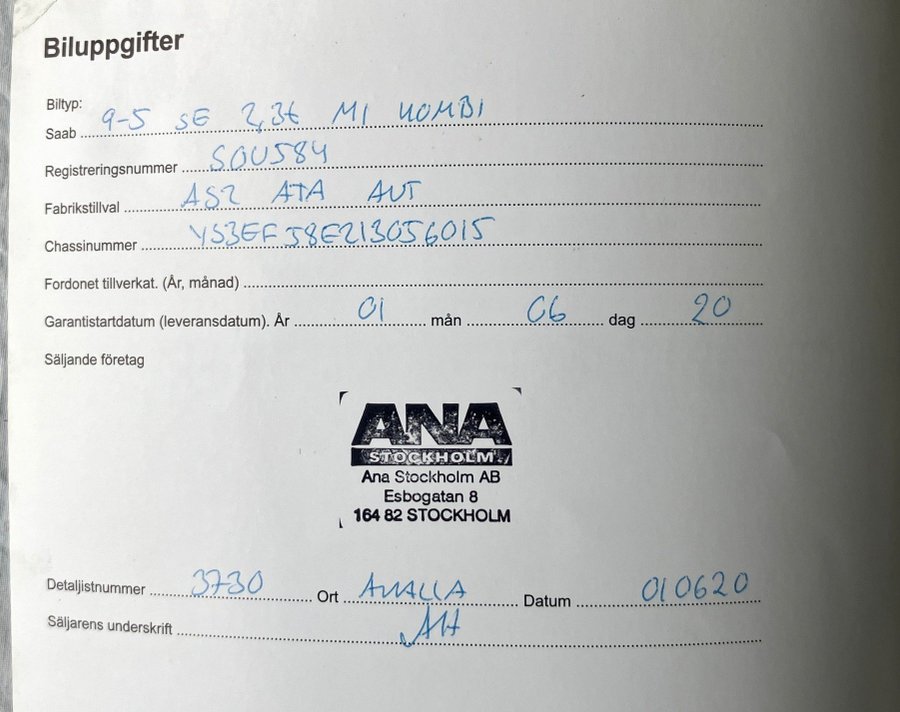 Biluppgifter
Biltyp:
Saab 9-5 SE 2,3t M1 KOMBI
Registreringsnummer SOU584
Fabrikstillval AS2 ATA AUT
Chassinummer YS3EF58E213056015
Fordonet tillverkat. (År, månad)
Garantistartdatum (leveransdatum). År 01 mån 06 dag 20
Säljande företag
ANA
STOCKHOLM
Ana Stockholm AB
Esbogatan 8
164 82 STOCKHOLM
Detaljistnummer 3730 Ort AKALLA Datum 010620
Säljarens underskrift